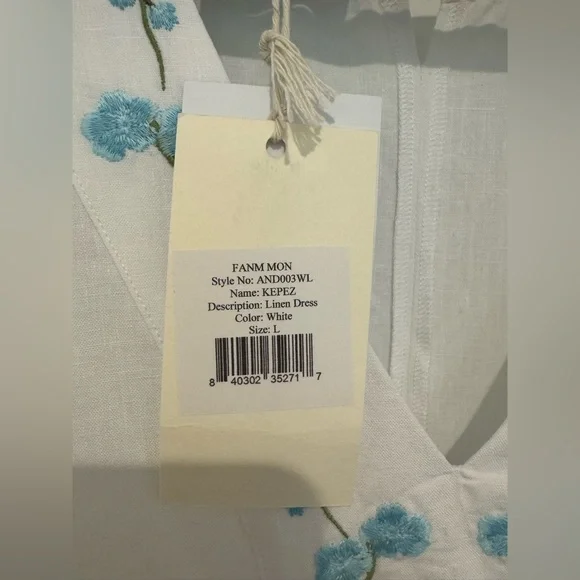 FANM MON
Style No: AND003WL
Name: KEPEZ
Description: Linen Dress
Color: White
Size: L
8 40302 35271 7